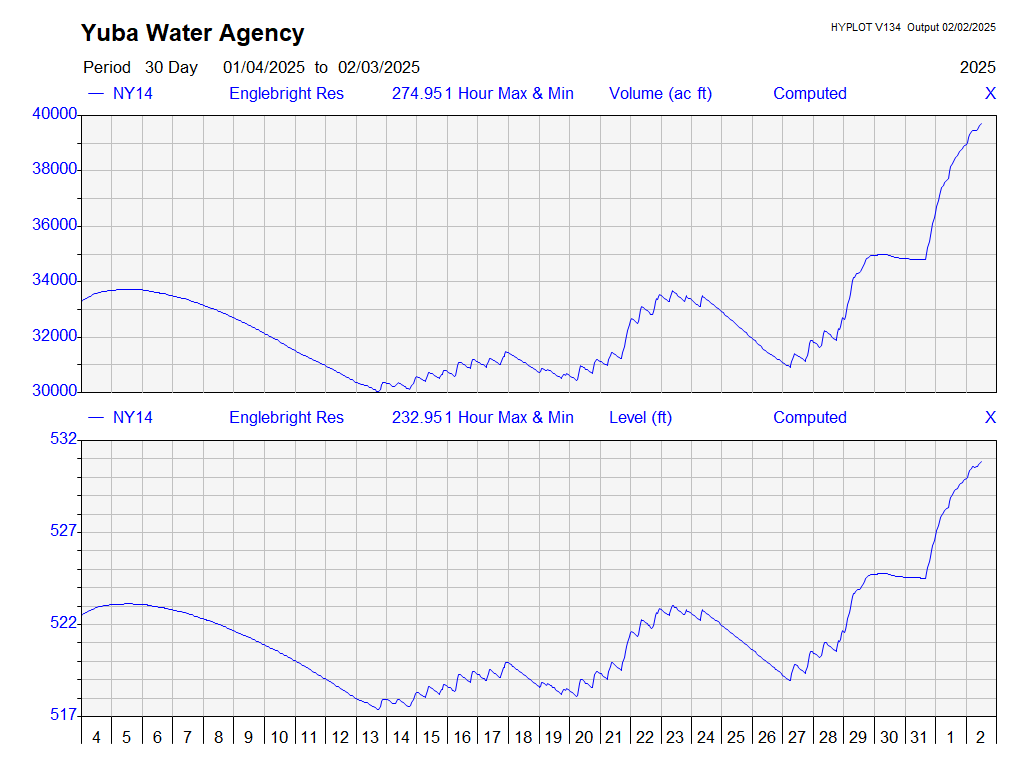 Yuba Water Agency
HYPLOT V134 Output 02/02/2025
Period 30 Day 01/04/2025 to 02/03/2025
2025
NY14 Englebright Res 274.951 Hour Max & Min Volume (ac ft) Computed X
40000
38000
36000
34000
32000
30000
NY14 Englebright Res 232.951 Hour Max & Min Level (ft) Computed X
532
527
522
517
4 5 6 7 8 9 10 11 12 13 14 15 16 17 18 19 20 21 22 23 24 25 26 27 28 29 30 31 1 2